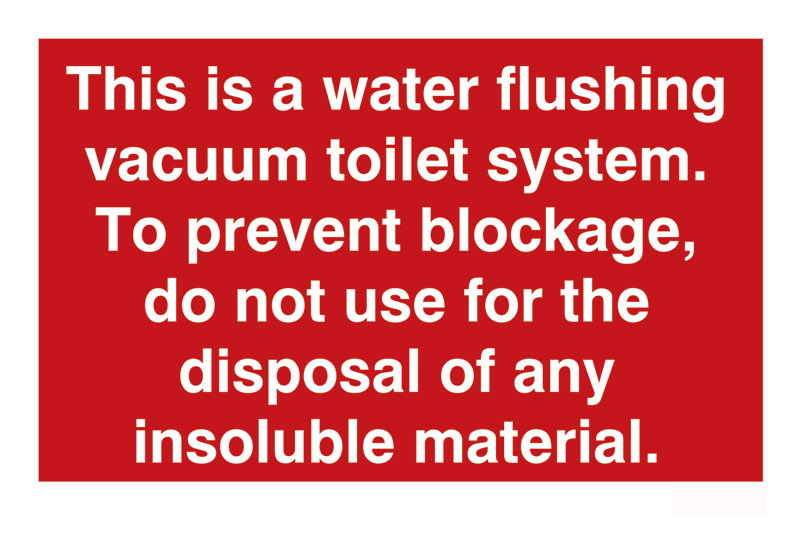 This is a water flushing
vacuum toilet system.
To prevent blockage,
do not use for the
disposal of any
insoluble material.